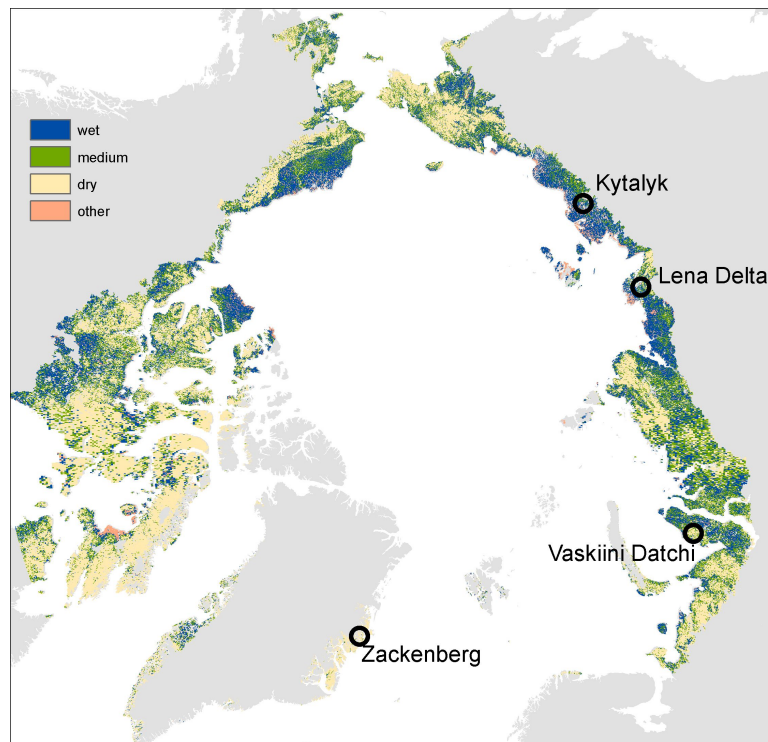 wet
medium
dry
other
Kytalyk
Lena Delta
Vaskiini Datchi
Zackenberg